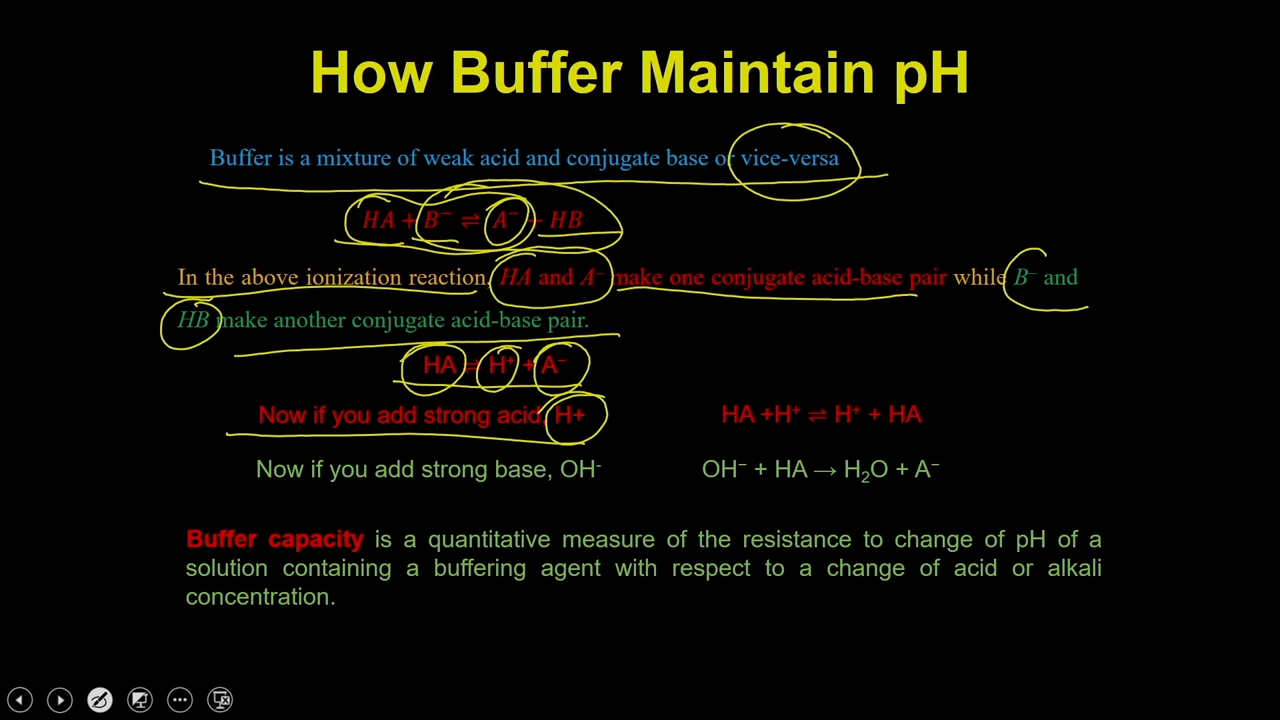 How Buffer Maintain pH
Buffer is a mixture of weak acid and conjugate base or vice-versa
HA + B⁻ ⇌ A⁻ + HB
In the above ionization reaction, HA and A⁻ make one conjugate acid-base pair while B⁻ and
HB make another conjugate acid-base pair.
HA ⇌ H⁺ + A⁻
Now if you add strong acid, H+
HA +H⁺ ⇌ H⁺ + HA
Now if you add strong base, OH⁻
OH⁻ + HA → H₂O + A⁻
Buffer capacity is a quantitative measure of the resistance to change of pH of a
solution containing a buffering agent with respect to a change of acid or alkali
concentration.